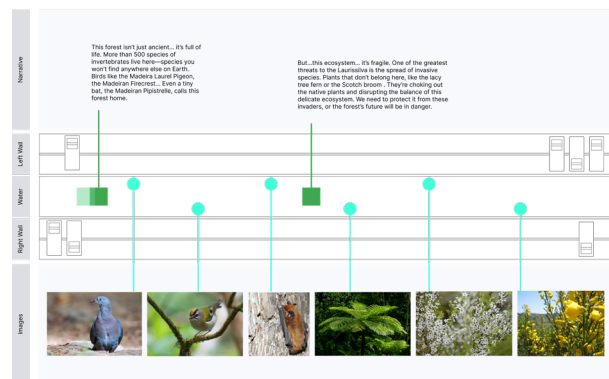 Narrative
This forest isn't just ancient... it's full of
life. More than 500 species of
invertebrates live here—species you
won't find anywhere else on Earth.
Birds like the Madeira Laurel Pigeon,
the Madeiran Firecrest... Even a tiny
bat, the Madeiran Pipistrelle, calls this
forest home.
But...this ecosystem... it's fragile. One of the greatest
threats to the Laurissilva is the spread of invasive
species. Plants that don't belong here, like the lacy
tree fern or the Scotch broom . They're choking out
the native plants and disrupting the balance of this
delicate ecosystem. We need to protect it from these
invaders, or the forest's future will be in danger.
Left Wall
Water
Right Wall
Images